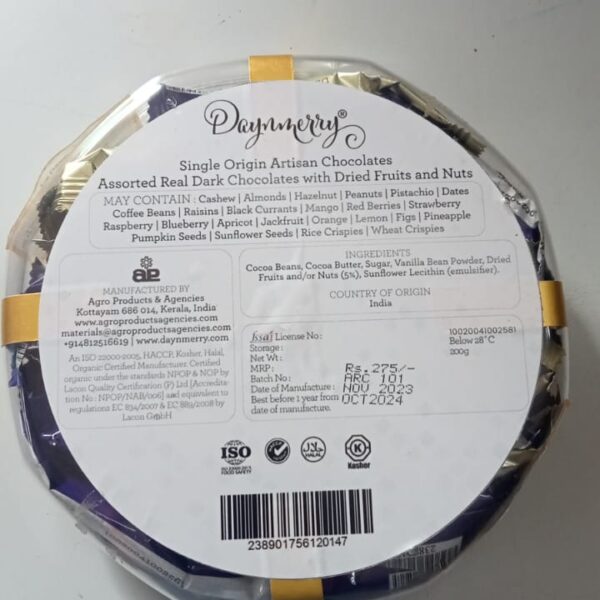 Daynmerry®
Single Origin Artisan Chocolates
Assorted Real Dark Chocolates with Dried Fruits and Nuts
MAY CONTAIN : Cashew | Almonds | Hazelnut | Peanuts | Pistachio | Dates
Coffee Beans | Raisins | Black Currants | Mango | Red Berries | Strawberry
Raspberry | Blueberry | Apricot | Jackfruit | Orange | Lemon | Figs | Pineapple
Pumpkin Seeds | Sunflower Seeds | Rice Crispies | Wheat Crispies
ae
MANUFACTURED BY
Agro Products & Agencies
Kottayam 686 014, Kerala, India
www.agroproductsagencies.com
materials@agroproductsagencies.com
+914812516619 | www.daynmerry.com
An ISO 22000-2005, HACCP, Kosher, Halal,
Organic Certified Manufacturer. Certified
organic under the standards NPOP & NOP by
Lacon Quality Certification (P) Ltd [Accredita-
tion No : NPOP/NAB/006] and equivalent to
regulations EC 834/2007 & EC 889/2008 by
Lacon GmbH
INGREDIENTS
Cocoa Beans, Cocoa Butter, Sugar, Vanilla Bean Powder, Dried
Fruits and/or Nuts (5%), Sunflower Lecithin (emulsifier).
COUNTRY OF ORIGIN
India
fssai License No: 10020041002581
Storage: Below 28°C
Net Wt: 200g
MRP: Rs.275/-
Batch No: ARC 101
Date of Manufacture: NOV 2023
Best before 1 year from OCT2024
date of manufacture.
ISO
HALAL
K
Kosher
238901756120147